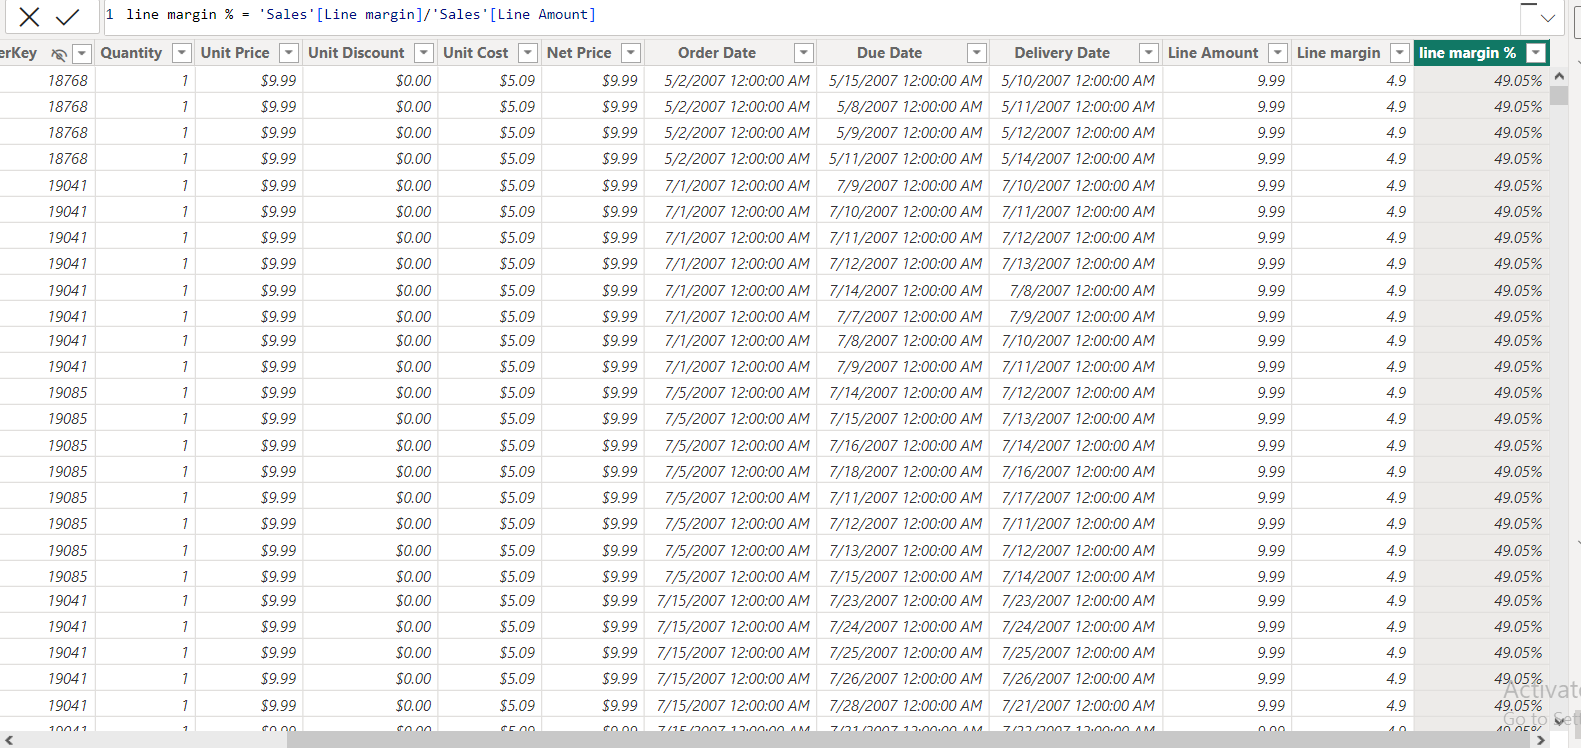 1 line margin % = 'Sales'[Line margin]/'Sales'[Line Amount]
erKey Quantity Unit Price Unit Discount Unit Cost Net Price Order Date Due Date Delivery Date Line Amount Line margin line margin %
18768 1 $9.99 $0.00 $5.09 $9.99 5/2/2007 12:00:00 AM 5/15/2007 12:00:00 AM 5/10/2007 12:00:00 AM 9.99 4.9 49.05%
18768 1 $9.99 $0.00 $5.09 $9.99 5/2/2007 12:00:00 AM 5/8/2007 12:00:00 AM 5/11/2007 12:00:00 AM 9.99 4.9 49.05%
18768 1 $9.99 $0.00 $5.09 $9.99 5/2/2007 12:00:00 AM 5/9/2007 12:00:00 AM 5/12/2007 12:00:00 AM 9.99 4.9 49.05%
18768 1 $9.99 $0.00 $5.09 $9.99 5/2/2007 12:00:00 AM 5/11/2007 12:00:00 AM 5/14/2007 12:00:00 AM 9.99 4.9 49.05%
19041 1 $9.99 $0.00 $5.09 $9.99 7/1/2007 12:00:00 AM 7/9/2007 12:00:00 AM 7/10/2007 12:00:00 AM 9.99 4.9 49.05%
19041 1 $9.99 $0.00 $5.09 $9.99 7/1/2007 12:00:00 AM 7/10/2007 12:00:00 AM 7/11/2007 12:00:00 AM 9.99 4.9 49.05%
19041 1 $9.99 $0.00 $5.09 $9.99 7/1/2007 12:00:00 AM 7/11/2007 12:00:00 AM 7/12/2007 12:00:00 AM 9.99 4.9 49.05%
19041 1 $9.99 $0.00 $5.09 $9.99 7/1/2007 12:00:00 AM 7/12/2007 12:00:00 AM 7/13/2007 12:00:00 AM 9.99 4.9 49.05%
19041 1 $9.99 $0.00 $5.09 $9.99 7/1/2007 12:00:00 AM 7/14/2007 12:00:00 AM 7/8/2007 12:00:00 AM 9.99 4.9 49.05%
19041 1 $9.99 $0.00 $5.09 $9.99 7/1/2007 12:00:00 AM 7/7/2007 12:00:00 AM 7/9/2007 12:00:00 AM 9.99 4.9 49.05%
19041 1 $9.99 $0.00 $5.09 $9.99 7/1/2007 12:00:00 AM 7/8/2007 12:00:00 AM 7/10/2007 12:00:00 AM 9.99 4.9 49.05%
19041 1 $9.99 $0.00 $5.09 $9.99 7/1/2007 12:00:00 AM 7/9/2007 12:00:00 AM 7/11/2007 12:00:00 AM 9.99 4.9 49.05%
19085 1 $9.99 $0.00 $5.09 $9.99 7/5/2007 12:00:00 AM 7/14/2007 12:00:00 AM 7/12/2007 12:00:00 AM 9.99 4.9 49.05%
19085 1 $9.99 $0.00 $5.09 $9.99 7/5/2007 12:00:00 AM 7/15/2007 12:00:00 AM 7/13/2007 12:00:00 AM 9.99 4.9 49.05%
19085 1 $9.99 $0.00 $5.09 $9.99 7/5/2007 12:00:00 AM 7/16/2007 12:00:00 AM 7/14/2007 12:00:00 AM 9.99 4.9 49.05%
19085 1 $9.99 $0.00 $5.09 $9.99 7/5/2007 12:00:00 AM 7/18/2007 12:00:00 AM 7/16/2007 12:00:00 AM 9.99 4.9 49.05%
19085 1 $9.99 $0.00 $5.09 $9.99 7/5/2007 12:00:00 AM 7/11/2007 12:00:00 AM 7/17/2007 12:00:00 AM 9.99 4.9 49.05%
19085 1 $9.99 $0.00 $5.09 $9.99 7/5/2007 12:00:00 AM 7/12/2007 12:00:00 AM 7/11/2007 12:00:00 AM 9.99 4.9 49.05%
19085 1 $9.99 $0.00 $5.09 $9.99 7/5/2007 12:00:00 AM 7/13/2007 12:00:00 AM 7/12/2007 12:00:00 AM 9.99 4.9 49.05%
19085 1 $9.99 $0.00 $5.09 $9.99 7/5/2007 12:00:00 AM 7/15/2007 12:00:00 AM 7/14/2007 12:00:00 AM 9.99 4.9 49.05%
19041 1 $9.99 $0.00 $5.09 $9.99 7/15/2007 12:00:00 AM 7/23/2007 12:00:00 AM 7/23/2007 12:00:00 AM 9.99 4.9 49.05%
19041 1 $9.99 $0.00 $5.09 $9.99 7/15/2007 12:00:00 AM 7/24/2007 12:00:00 AM 7/24/2007 12:00:00 AM 9.99 4.9 49.05%
19041 1 $9.99 $0.00 $5.09 $9.99 7/15/2007 12:00:00 AM 7/25/2007 12:00:00 AM 7/25/2007 12:00:00 AM 9.99 4.9 49.05%
19041 1 $9.99 $0.00 $5.09 $9.99 7/15/2007 12:00:00 AM 7/26/2007 12:00:00 AM 7/26/2007 12:00:00 AM 9.99 4.9 49.05%
Activat
19041 1 $9.99 $0.00 $5.09 $9.99 7/15/2007 12:00:00 AM 7/28/2007 12:00:00 AM 7/21/2007 12:00:00 AM 9.99 4.9 49.05%
Go to Set